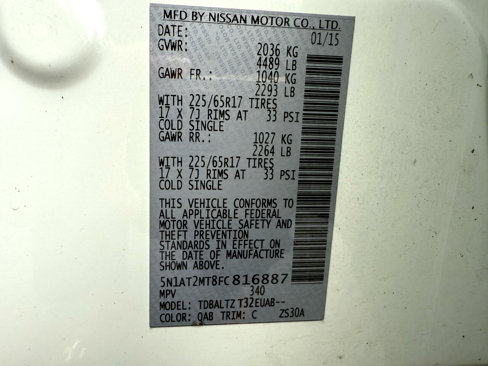 MFD BY NISSAN MOTOR CO., LTD.
DATE: 01/15
GVWR: 2036 KG
4489 LB
GAWR FR.: 1040 KG
2293 LB
WITH 225/65R17 TIRES
17 X 7J RIMS AT 33 PSI
COLD SINGLE
GAWR RR.: 1027 KG
2264 LB
WITH 225/65R17 TIRES
17 X 7J RIMS AT 33 PSI
COLD SINGLE
THIS VEHICLE CONFORMS TO
ALL APPLICABLE FEDERAL
MOTOR VEHICLE SAFETY AND
THEFT PREVENTION
STANDARDS IN EFFECT ON
THE DATE OF MANUFACTURE
SHOWN ABOVE.
5N1AT2MT8FC816887
MPV 340
MODEL: TDBALTZ T32EUAB--
COLOR: QAB TRIM: C ZS30A